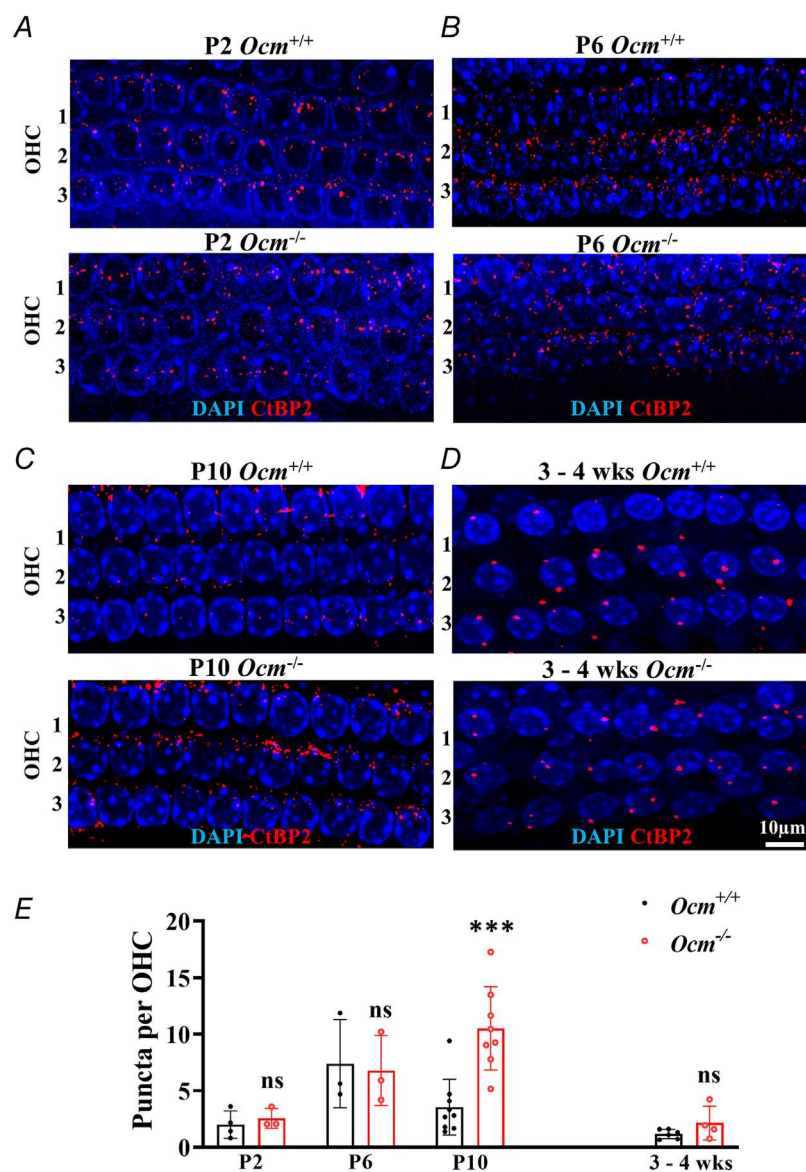 A
P2 Ocm+/+
OHC
1
2
3
P2 Ocm-/-
OHC
1
2
3
DAPI CtBP2
B
P6 Ocm+/+
1
2
3
P6 Ocm-/-
1
2
3
DAPI CtBP2
C
P10 Ocm+/+
OHC
1
2
3
P10 Ocm-/-
OHC
1
2
3
DAPI CtBP2
D
3 - 4 wks Ocm+/+
1
2
3
3 - 4 wks Ocm-/-
1
2
3
DAPI CtBP2
10µm
E
Puncta per OHC
20
15
10
5
0
ns
ns
***
ns
Ocm+/+
Ocm-/-
P2
P6
P10
3 - 4 wks